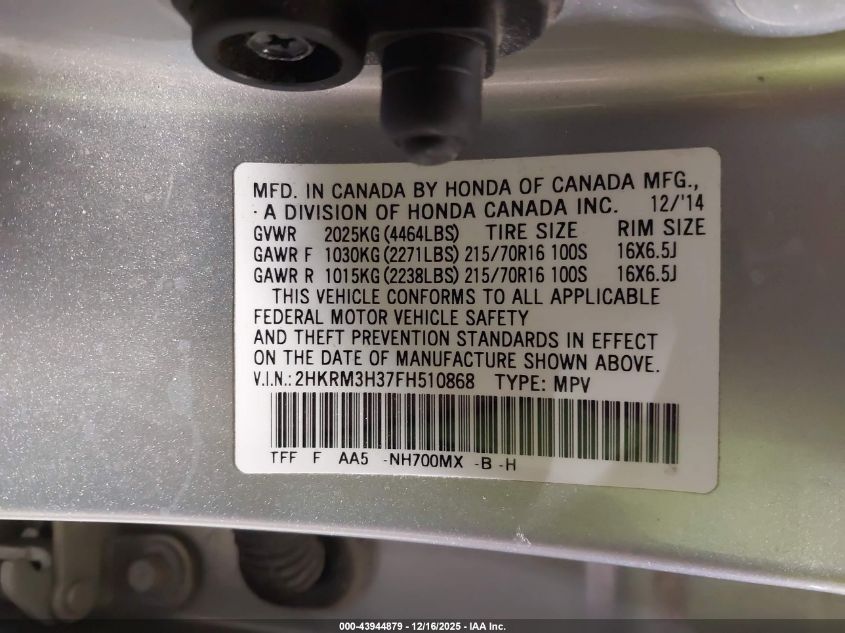 MFD. IN CANADA BY HONDA OF CANADA MFG.,
A DIVISION OF HONDA CANADA INC. 12/'14
GVWR 2025KG (4464LBS) TIRE SIZE RIM SIZE
GAWR F 1030KG (2271LBS) 215/70R16 100S 16X6.5J
GAWR R 1015KG (2238LBS) 215/70R16 100S 16X6.5J
THIS VEHICLE CONFORMS TO ALL APPLICABLE
FEDERAL MOTOR VEHICLE SAFETY
AND THEFT PREVENTION STANDARDS IN EFFECT
ON THE DATE OF MANUFACTURE SHOWN ABOVE.
V.I.N.: 2HKRM3H37FH510868 TYPE: MPV
TFF F AA5 -NH700MX -B -H
000-43944879 - 12/16/2025 - IAA Inc.